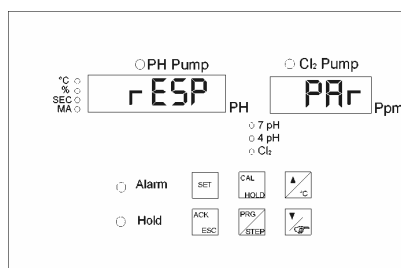 PH Pump
Cl₂ Pump
°C
%
SEC
MA
rESP
PH
PAr
Ppm
7 pH
4 pH
Cl₂
Alarm
SET
CAL
HOLD
°C
Hold
ACK
ESC
PRG
STEP